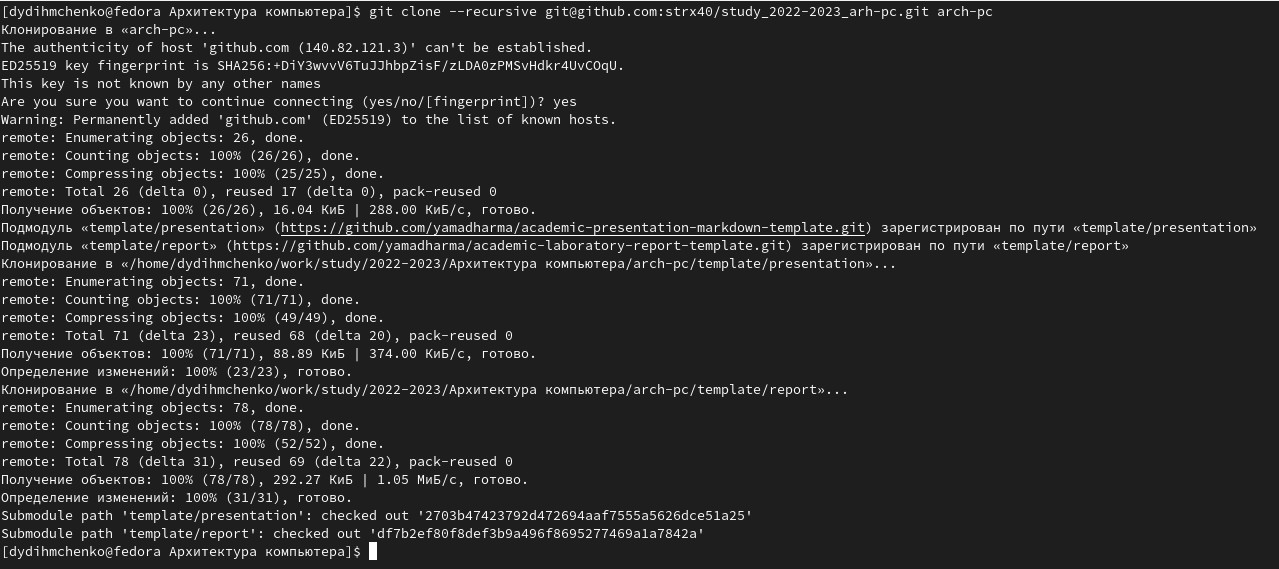 [dydihmchenko@fedora Архитектура компьютера]$ git clone --recursive git@github.com:strx40/study_2022-2023_arh-pc.git arch-pc
Клонирование в «arch-pc»...
The authenticity of host 'github.com (140.82.121.3)' can't be established.
ED25519 key fingerprint is SHA256:+DiY3wvvV6TuJJhbpZisF/zLDA0zPMSvHdkr4UvCOqU.
This key is not known by any other names
Are you sure you want to continue connecting (yes/no/[fingerprint])? yes
Warning: Permanently added 'github.com' (ED25519) to the list of known hosts.
remote: Enumerating objects: 26, done.
remote: Counting objects: 100% (26/26), done.
remote: Compressing objects: 100% (25/25), done.
remote: Total 26 (delta 0), reused 17 (delta 0), pack-reused 0
Получение объектов: 100% (26/26), 16.04 КиБ | 288.00 КиБ/с, готово.
Подмодуль «template/presentation» (https://github.com/yamadharma/academic-presentation-markdown-template.git) зарегистрирован по пути «template/presentation»
Подмодуль «template/report» (https://github.com/yamadharma/academic-laboratory-report-template.git) зарегистрирован по пути «template/report»
Клонирование в «/home/dydihmchenko/work/study/2022-2023/Архитектура компьютера/arch-pc/template/presentation»...
remote: Enumerating objects: 71, done.
remote: Counting objects: 100% (71/71), done.
remote: Compressing objects: 100% (49/49), done.
remote: Total 71 (delta 23), reused 68 (delta 20), pack-reused 0
Получение объектов: 100% (71/71), 88.89 КиБ | 374.00 КиБ/с, готово.
Определение изменений: 100% (23/23), готово.
Клонирование в «/home/dydihmchenko/work/study/2022-2023/Архитектура компьютера/arch-pc/template/report»...
remote: Enumerating objects: 78, done.
remote: Counting objects: 100% (78/78), done.
remote: Compressing objects: 100% (52/52), done.
remote: Total 78 (delta 31), reused 69 (delta 22), pack-reused 0
Получение объектов: 100% (78/78), 292.27 КиБ | 1.05 МиБ/с, готово.
Определение изменений: 100% (31/31), готово.
Submodule path 'template/presentation': checked out '2703b47423792d472694aaf7555a5626dce51a25'
Submodule path 'template/report': checked out 'df7b2ef80f8def3b9a496f8695277469a1a7842a'
[dydihmchenko@fedora Архитектура компьютера]$